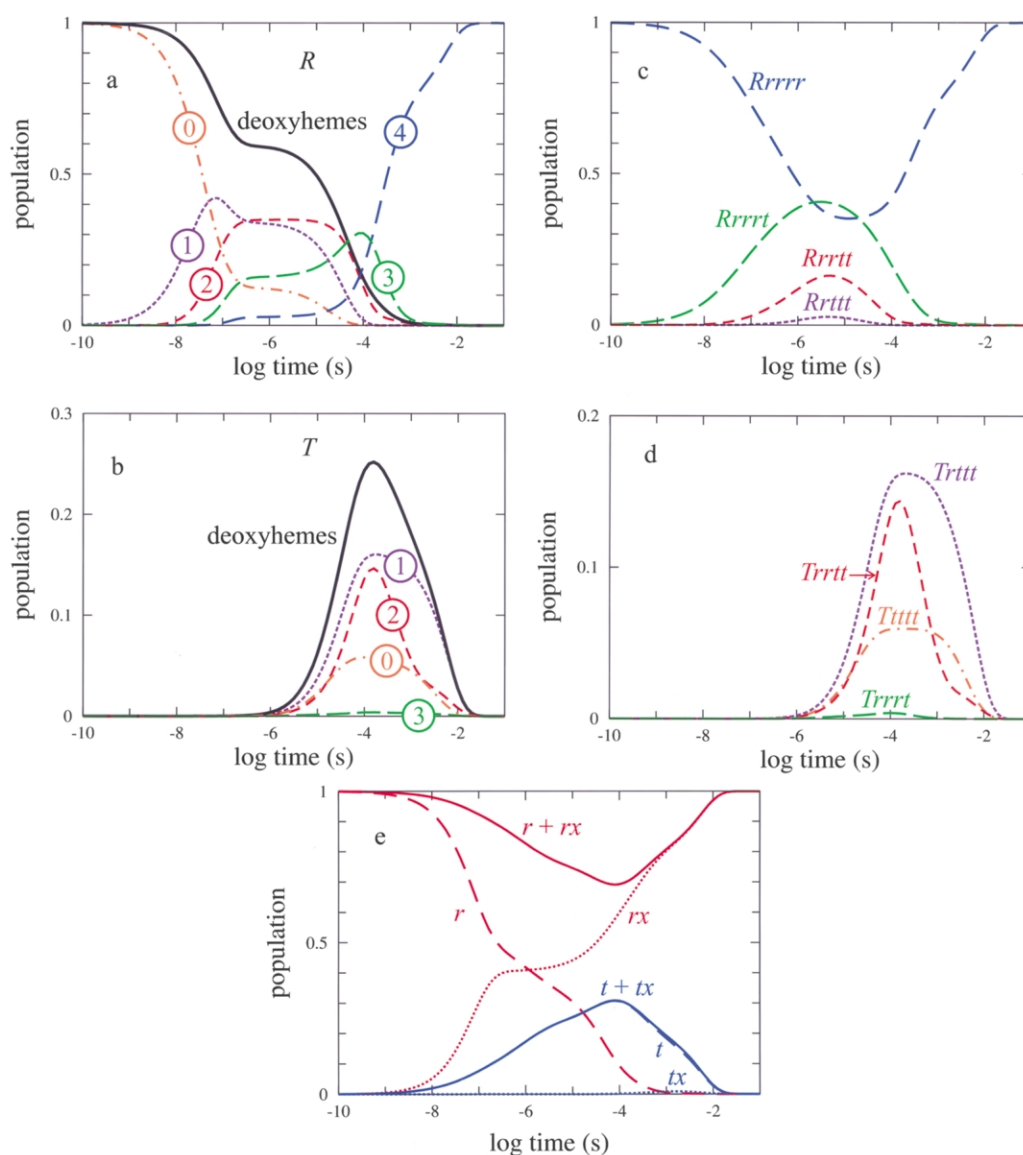 a
R
deoxyhemes
0
1
2
3
4
population
1
0.5
0
-10
-8
-6
-4
-2
log time (s)
c
Rrrrr
Rrrrt
Rrrtt
Rrttt
population
1
0.5
0
-10
-8
-6
-4
-2
log time (s)
b
T
deoxyhemes
1
2
0
3
population
0.3
0.2
0.1
0
-10
-8
-6
-4
-2
log time (s)
d
Trttt
Trrtt
Ttttt
Trrrt
population
0.2
0.1
0
-10
-8
-6
-4
-2
log time (s)
e
r + rx
r
rx
t + tx
t
tx
population
1
0.5
0
-10
-8
-6
-4
-2
log time (s)